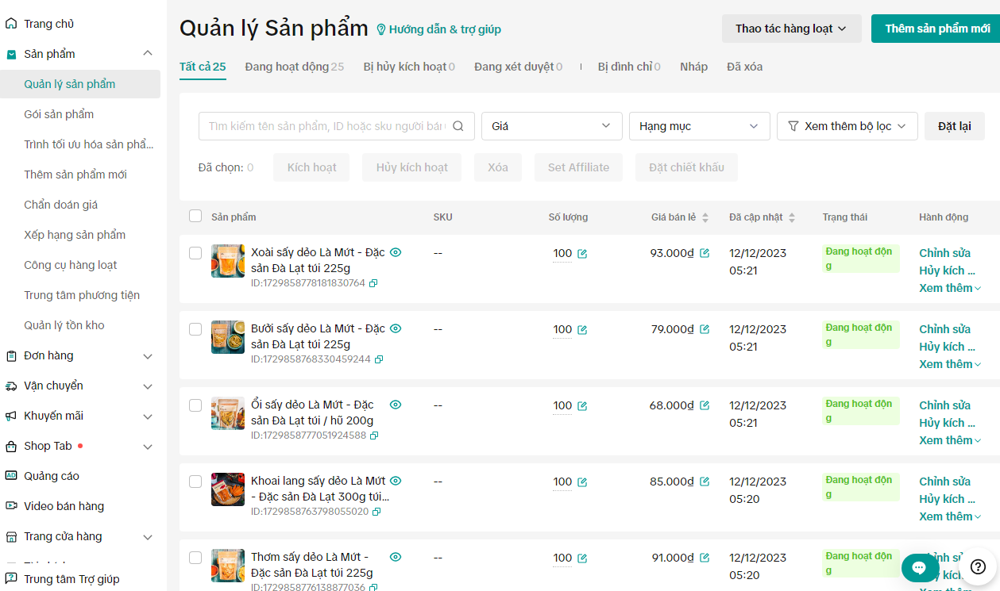 Trang chủ
Sản phẩm
Quản lý sản phẩm
Gói sản phẩm
Trình tối ưu hóa sản phẩ...
Thêm sản phẩm mới
Chẩn doán giá
Xếp hạng sản phẩm
Công cụ hàng loạt
Trung tâm phương tiện
Quản lý tồn kho
Đơn hàng
Vận chuyển
Khuyến mãi
Shop Tab
AD Quảng cáo
Video bán hàng
Trang cửa hàng
Trung tâm Trợ giúp
Quản lý Sản phẩm Hướng dẫn & trợ giúp Thao tác hàng loạt Thêm sản phẩm mới
Tất cả 25 Đang hoạt động 25 Bị hủy kích hoạt 0 Đang xét duyệt 0 Bị đình chỉ 0 Nháp Đã xóa
Tìm kiếm tên sản phẩm, ID hoặc sku người bán Giá Hạng mục Xem thêm bộ lọc Đặt lại
Đã chọn: 0 Kích hoạt Hủy kích hoạt Xóa Set Affiliate Đặt chiết khấu
Sản phẩm SKU Số lượng Giá bán lẻ Đã cập nhật Trạng thái Hành động
Xoài sấy dẻo Là Mứt - Đặc -- 100 93.000₫ 12/12/2023 Đang hoạt độn Chỉnh sửa
sản Đà Lạt túi 225g 05:21 g Hủy kích ...
ID:1729858778181830764 Xem thêm
Bưởi sấy dẻo Là Mứt - Đặc -- 100 79.000₫ 12/12/2023 Đang hoạt độn Chỉnh sửa
sản Đà Lạt túi 225g 05:21 g Hủy kích ...
ID:1729858768330459244 Xem thêm
Ổi sấy dẻo Là Mứt - Đặc -- 100 68.000₫ 12/12/2023 Đang hoạt độn Chỉnh sửa
sản Đà Lạt túi / hũ 200g 05:21 g Hủy kích ...
ID:1729858777051924588 Xem thêm
Khoai lang sấy dẻo Là Mứt -- 100 85.000₫ 12/12/2023 Đang hoạt độn Chỉnh sửa
- Đặc sản Đà Lạt 300g túi... 05:20 g Hủy kích ...
ID:1729858763798055020 Xem thêm
Thơm sấy dẻo Là Mứt - -- 100 91.000₫ 12/12/2023 Đang hoạt độn
Đặc sản Đà Lạt túi 225g 05:20 g
ID:1729858776138877036